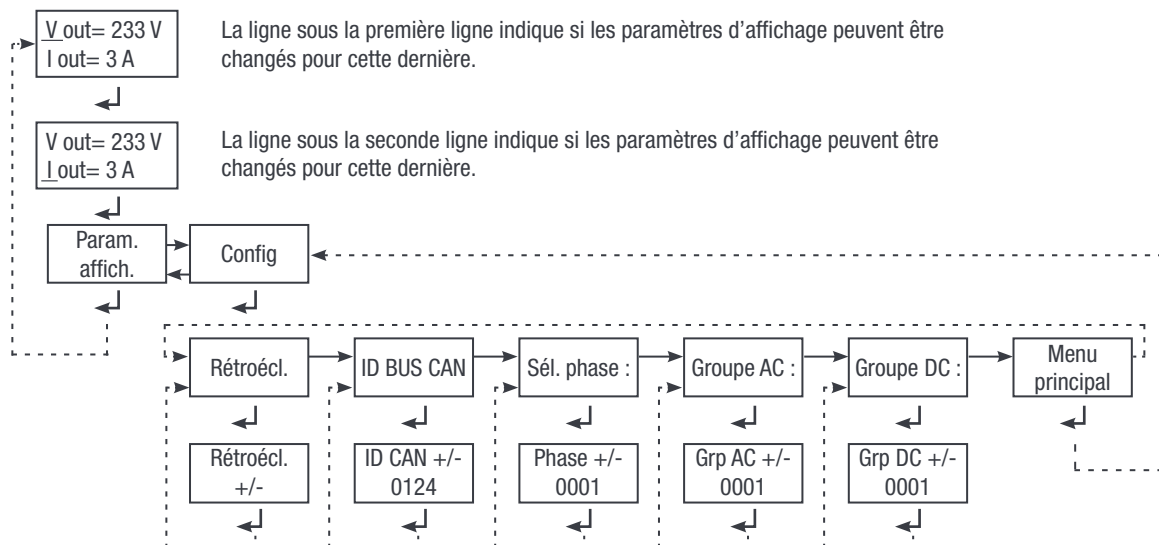 V out= 233 V
I out= 3 A
La ligne sous la première ligne indique si les paramètres d'affichage peuvent être
changés pour cette dernière.
V out= 233 V
I out= 3 A
La ligne sous la seconde ligne indique si les paramètres d'affichage peuvent être
changés pour cette dernière.
Param.
affich.
Config
Rétroécl.
ID BUS CAN
Sél. phase :
Groupe AC :
Groupe DC :
Menu
principal
Rétroécl.
+/-
ID CAN +/-
0124
Phase +/-
0001
Grp AC +/-
0001
Grp DC +/-
0001